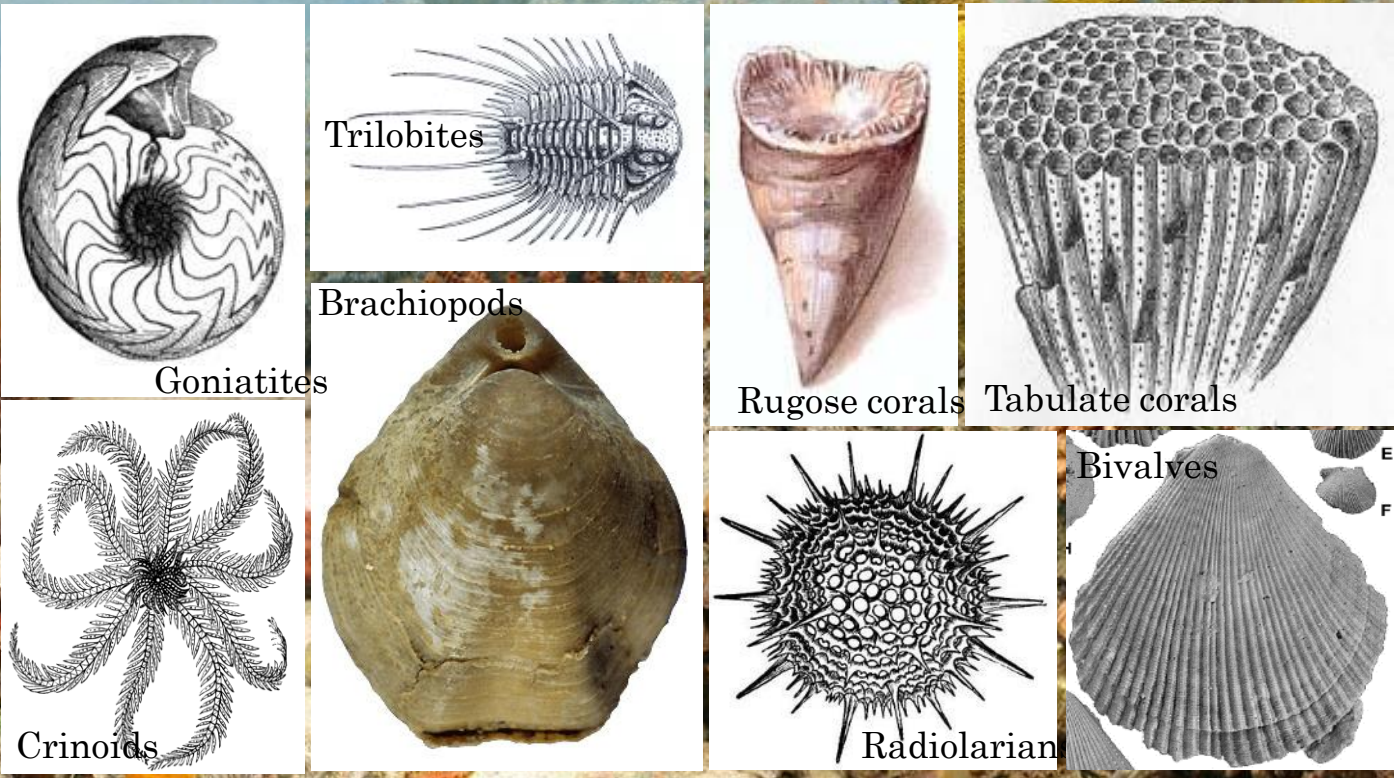 Trilobites
Brachiopods
Goniatites
Rugose corals
Tabulate corals
Bivalves
E
F
H
Crinoids
Radiolarian